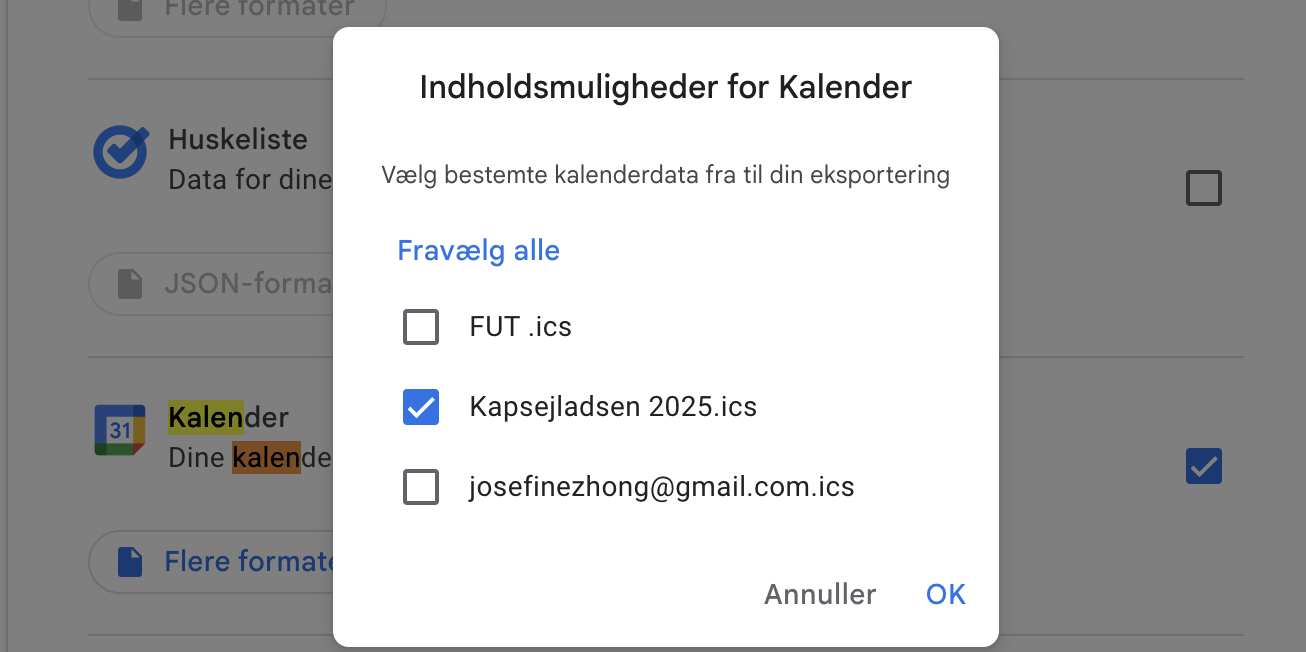 Flere formater
Indholdsmuligheder for Kalender
Vælg bestemte kalenderdata fra til din eksportering
Fravælg alle
FUT .ics
Kapsejladsen 2025.ics
josefinezhong@gmail.com.ics
Annuller
OK
Huskeliste
Data for dine
JSON-forma
31
Kalender
Dine kalende
Flere formate